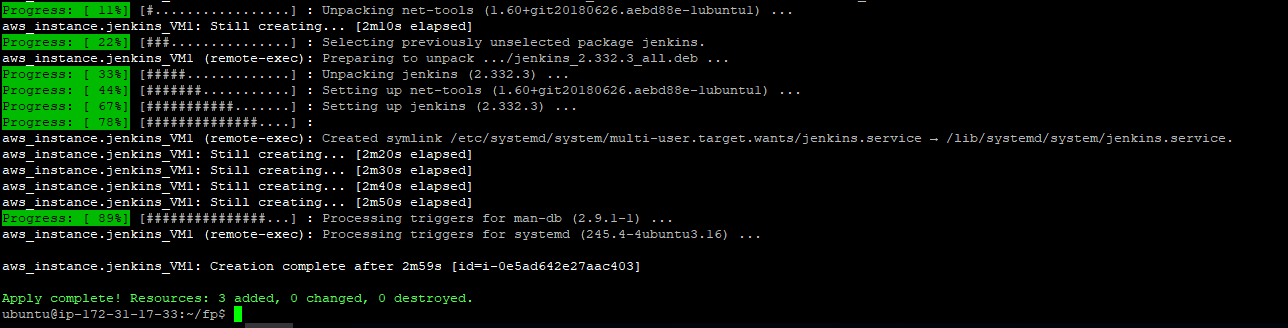 Progress: [ 11%] [#.................] : Unpacking net-tools (1.60+git20180626.aebd88e-1ubuntu1) ...
aws_instance.jenkins_VM1: Still creating... [2m10s elapsed]
Progress: [ 22%] [###...............] : Selecting previously unselected package jenkins.
aws_instance.jenkins_VM1 (remote-exec): Preparing to unpack .../jenkins_2.332.3_all.deb ...
Progress: [ 33%] [#####.............] : Unpacking jenkins (2.332.3) ...
Progress: [ 44%] [#######...........] : Setting up net-tools (1.60+git20180626.aebd88e-1ubuntu1) ...
Progress: [ 67%] [###########.......] : Setting up jenkins (2.332.3) ...
Progress: [ 78%] [##############....] :
aws_instance.jenkins_VM1 (remote-exec): Created symlink /etc/systemd/system/multi-user.target.wants/jenkins.service → /lib/systemd/system/jenkins.service.
aws_instance.jenkins_VM1: Still creating... [2m20s elapsed]
aws_instance.jenkins_VM1: Still creating... [2m30s elapsed]
aws_instance.jenkins_VM1: Still creating... [2m40s elapsed]
aws_instance.jenkins_VM1: Still creating... [2m50s elapsed]
Progress: [ 89%] [###############...] : Processing triggers for man-db (2.9.1-1) ...
aws_instance.jenkins_VM1 (remote-exec): Processing triggers for systemd (245.4-4ubuntu3.16) ...
aws_instance.jenkins_VM1: Creation complete after 2m59s [id=i-0e5ad642e27aac403]
Apply complete! Resources: 3 added, 0 changed, 0 destroyed.
ubuntu@ip-172-31-17-33:~/fp$